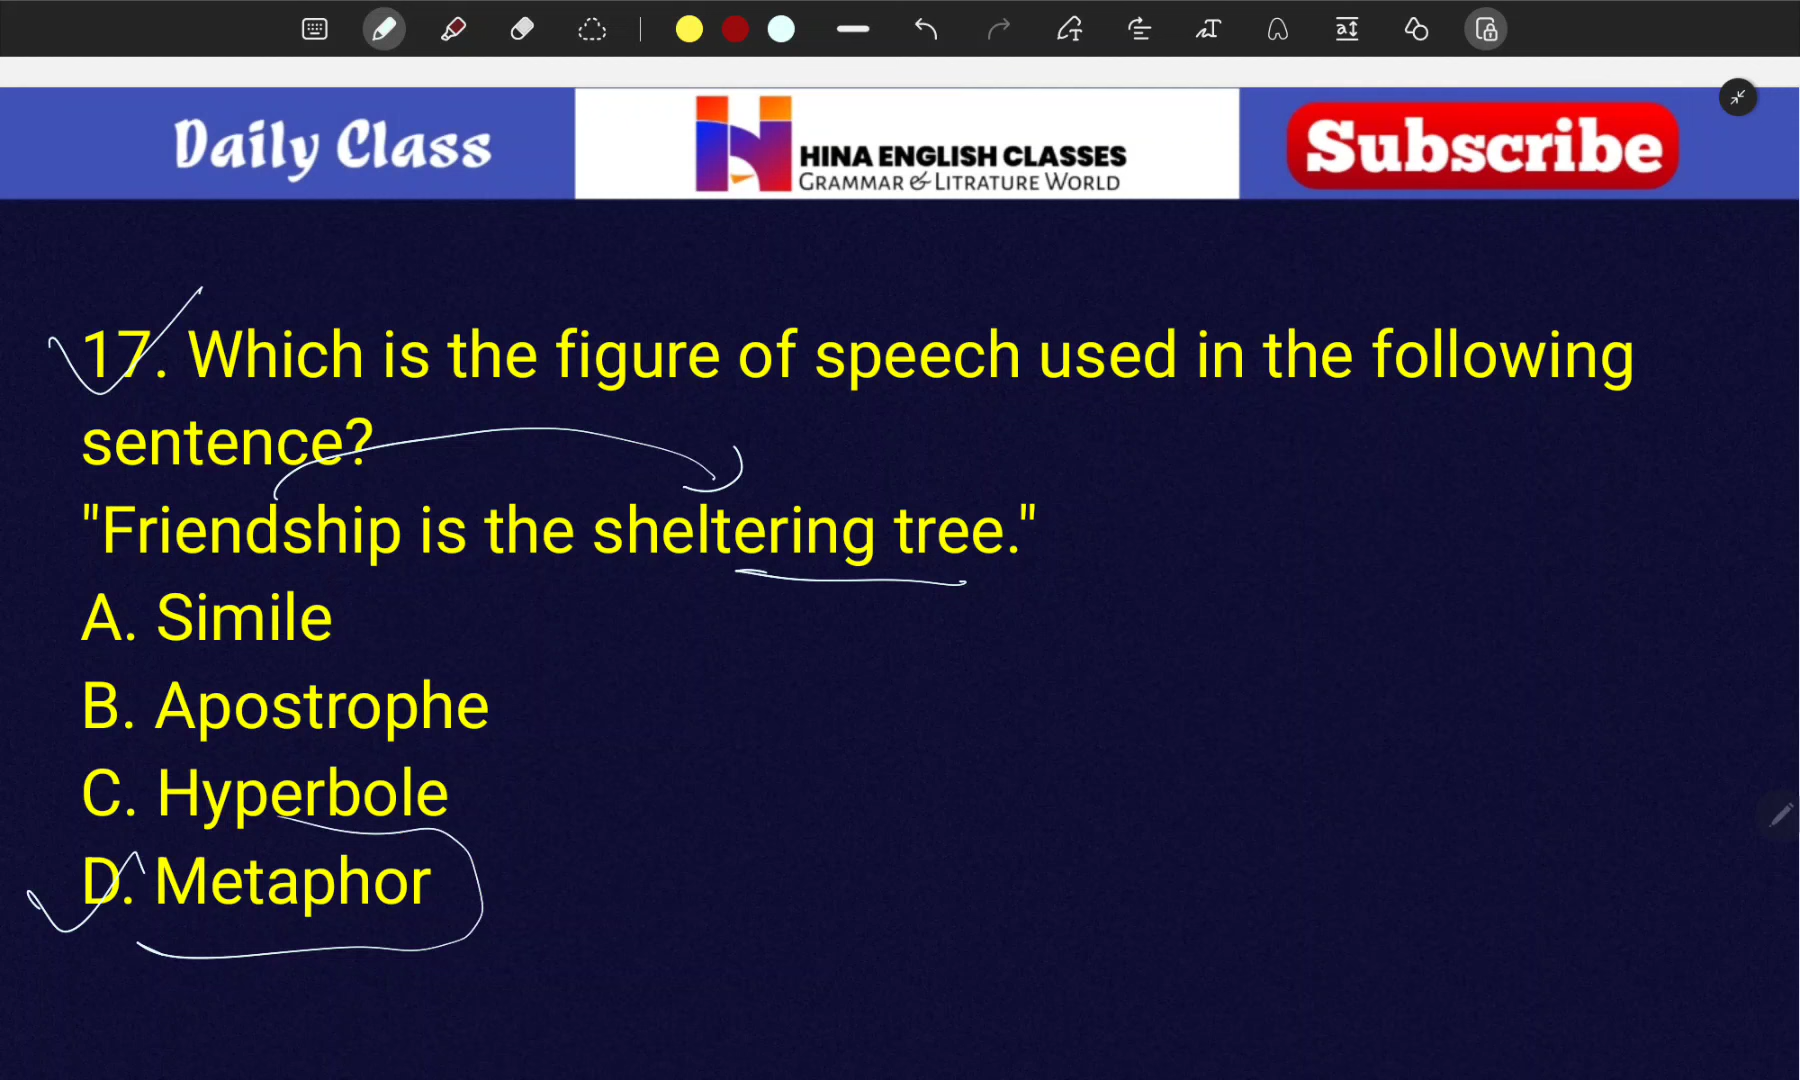 Daily Class
HINA ENGLISH CLASSES
GRAMMAR & LITRATURE WORLD
Subscribe
17. Which is the figure of speech used in the following
sentence?
"Friendship is the sheltering tree."
A. Simile
B. Apostrophe
C. Hyperbole
D. Metaphor